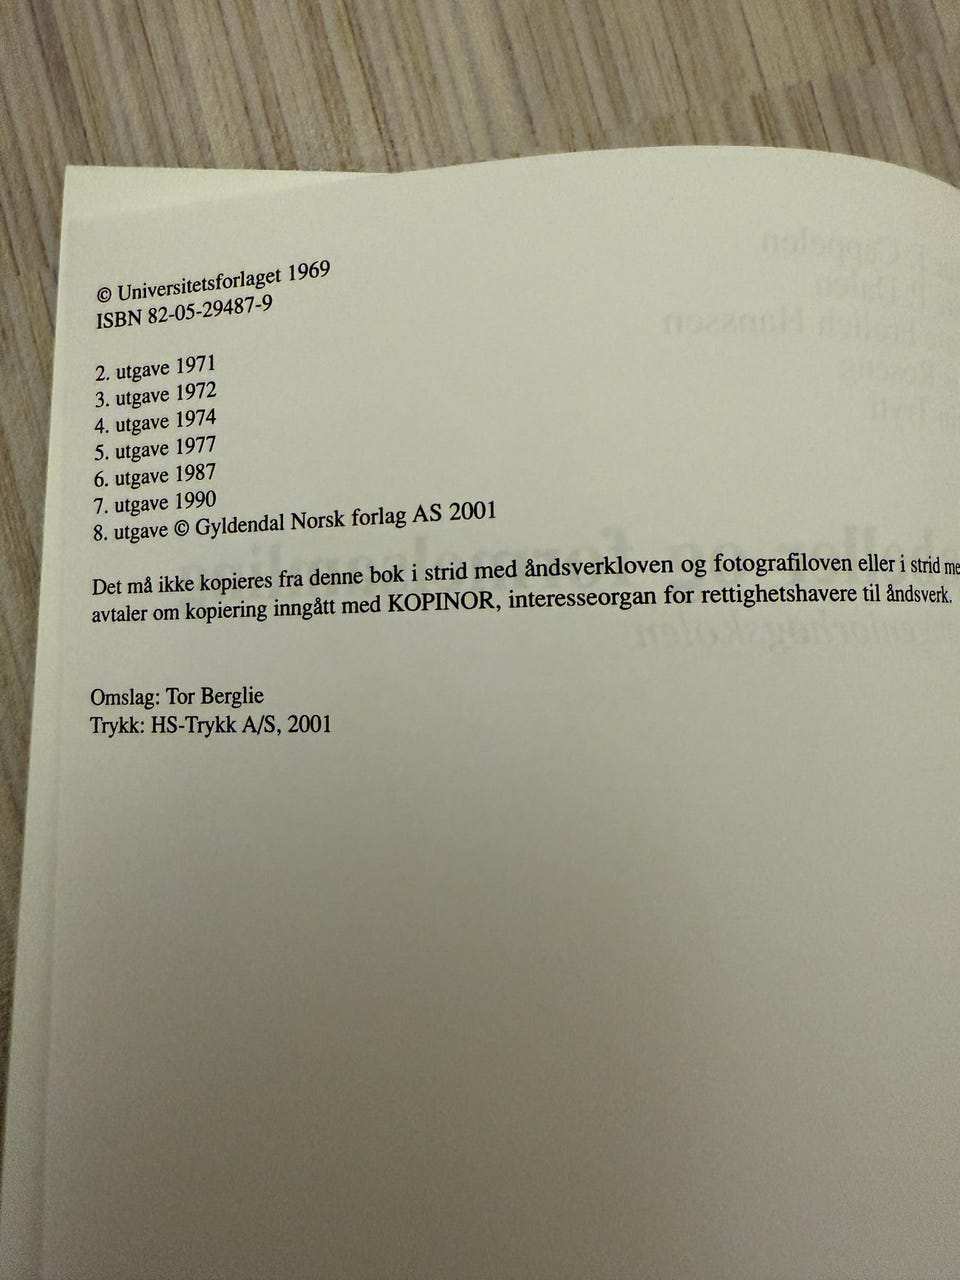 © Universitetsforlaget 1969
ISBN 82-05-29487-9
2. utgave 1971
3. utgave 1972
4. utgave 1974
5. utgave 1977
6. utgave 1987
7. utgave 1990
8. utgave © Gyldendal Norsk forlag AS 2001
Det må ikke kopieres fra denne bok i strid med åndsverkloven og fotografiloven eller i strid me
avtaler om kopiering inngått med KOPINOR, interesseorgan for rettighetshavere til åndsverk.
Omslag: Tor Berglie
Trykk: HS-Trykk A/S, 2001